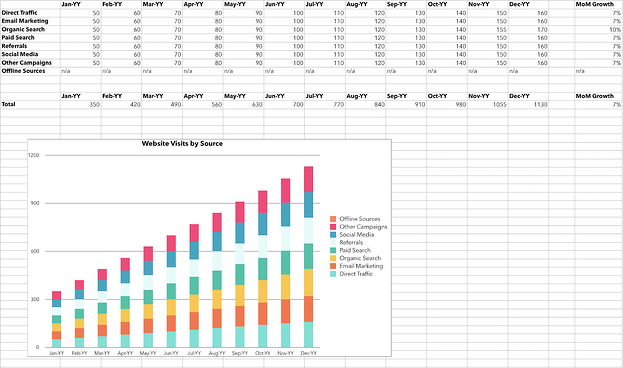 Jan-YY Feb-YY Mar-YY Apr-YY May-YY Jun-YY Jul-YY Aug-YY Sep-YY Oct-YY Nov-YY Dec-YY MoM Growth
Direct Traffic 50 60 70 80 90 100 110 120 130 140 150 160 7%
Email Marketing 50 60 70 80 90 100 110 120 130 140 150 160 7%
Organic Search 50 60 70 80 90 100 110 120 130 140 155 170 10%
Paid Search 50 60 70 80 90 100 110 120 130 140 150 160 7%
Referrals 50 60 70 80 90 100 110 120 130 140 150 160 7%
Social Media 50 60 70 80 90 100 110 120 130 140 150 160 7%
Other Campaigns 50 60 70 80 90 100 110 120 130 140 150 160 7%
Offline Sources n/a n/a n/a n/a n/a n/a n/a n/a n/a n/a n/a n/a n/a
Jan-YY Feb-YY Mar-YY Apr-YY May-YY Jun-YY Jul-YY Aug-YY Sep-YY Oct-YY Nov-YY Dec-YY MoM Growth
Total 350 420 490 560 630 700 770 840 910 980 1055 1130 7%
Website Visits by Source
1200
900
600
300
0
Offline Sources
Other Campaigns
Social Media
Referrals
Paid Search
Organic Search
Email Marketing
Direct Traffic
Jan-YY Feb-YY Mar-YY Apr-YY May-YY Jun-YY Jul-YY Aug-YY Sep-YY Oct-YY Nov-YY Dec-YY